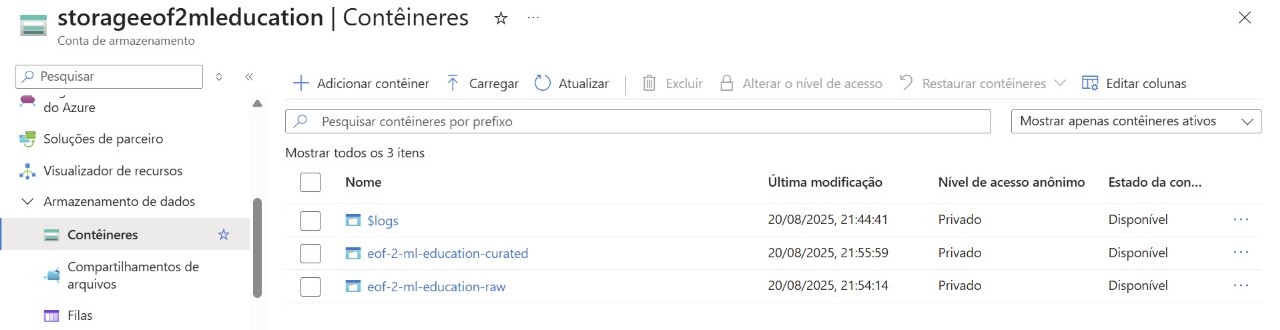 storageeof2mleducation | Contêineres
Conta de armazenamento
Pesquisar
do Azure
Soluções de parceiro
Visualizador de recursos
Armazenamento de dados
Contêineres
Compartilhamentos de
arquivos
Filas
Adicionar contêiner Carregar Atualizar Excluir Alterar o nível de acesso Restaurar contêineres Editar colunas
Pesquisar contêineres por prefixo Mostrar apenas contêineres ativos
Mostrar todos os 3 itens
Nome Última modificação Nível de acesso anônimo Estado da con...
$logs 20/08/2025, 21:44:41 Privado Disponível
eof-2-ml-education-curated 20/08/2025, 21:55:59 Privado Disponível
eof-2-ml-education-raw 20/08/2025, 21:54:14 Privado Disponível